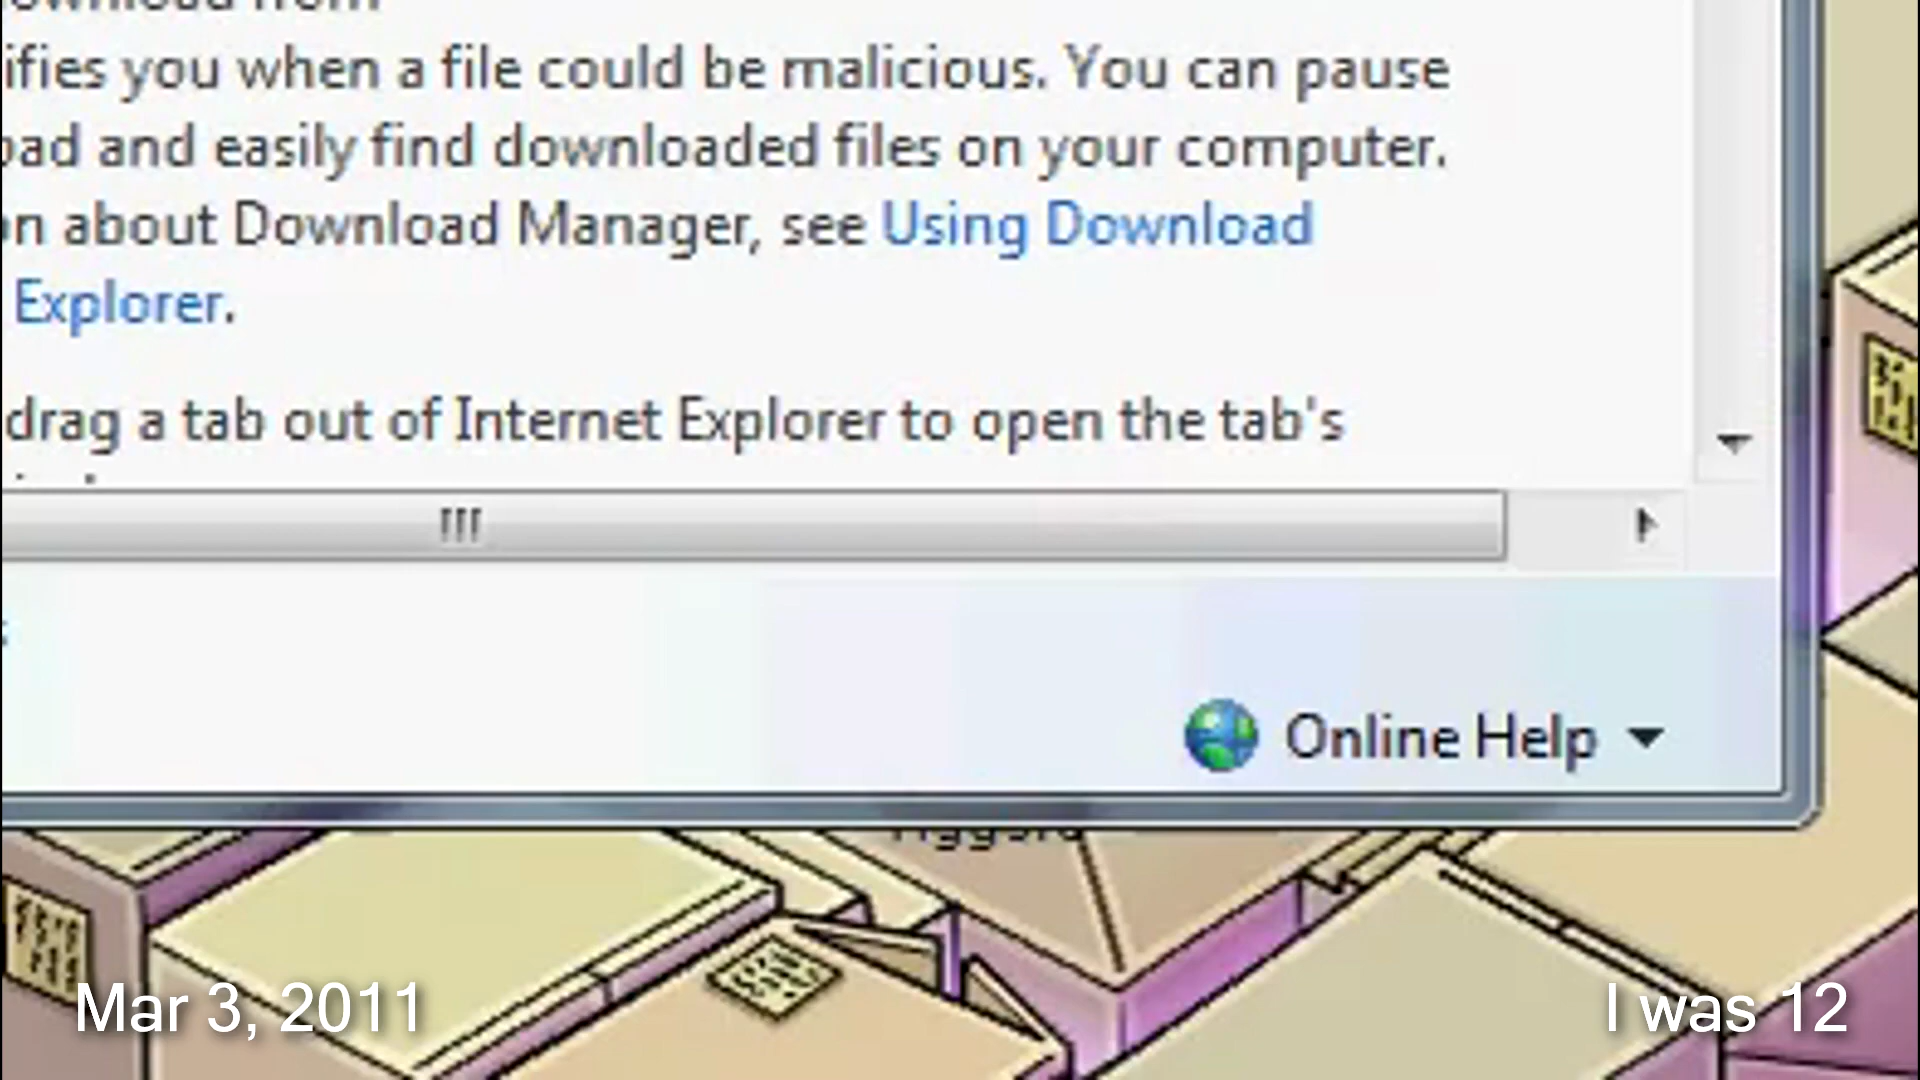 ifies you when a file could be malicious. You can pause
oad and easily find downloaded files on your computer.
on about Download Manager, see Using Download
Explorer.
drag a tab out of Internet Explorer to open the tab's
Online Help
Mar 3, 2011
I was 12